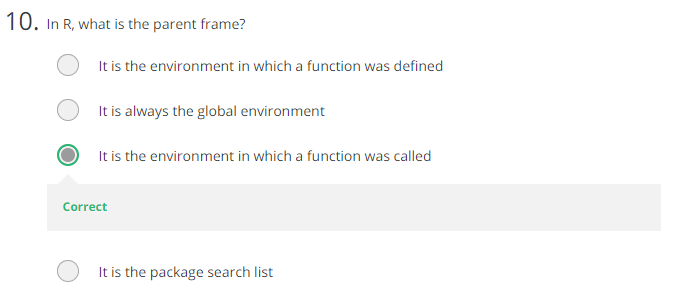 10. In R, what is the parent frame?
It is the environment in which a function was defined
It is always the global environment
It is the environment in which a function was called
Correct
It is the package search list